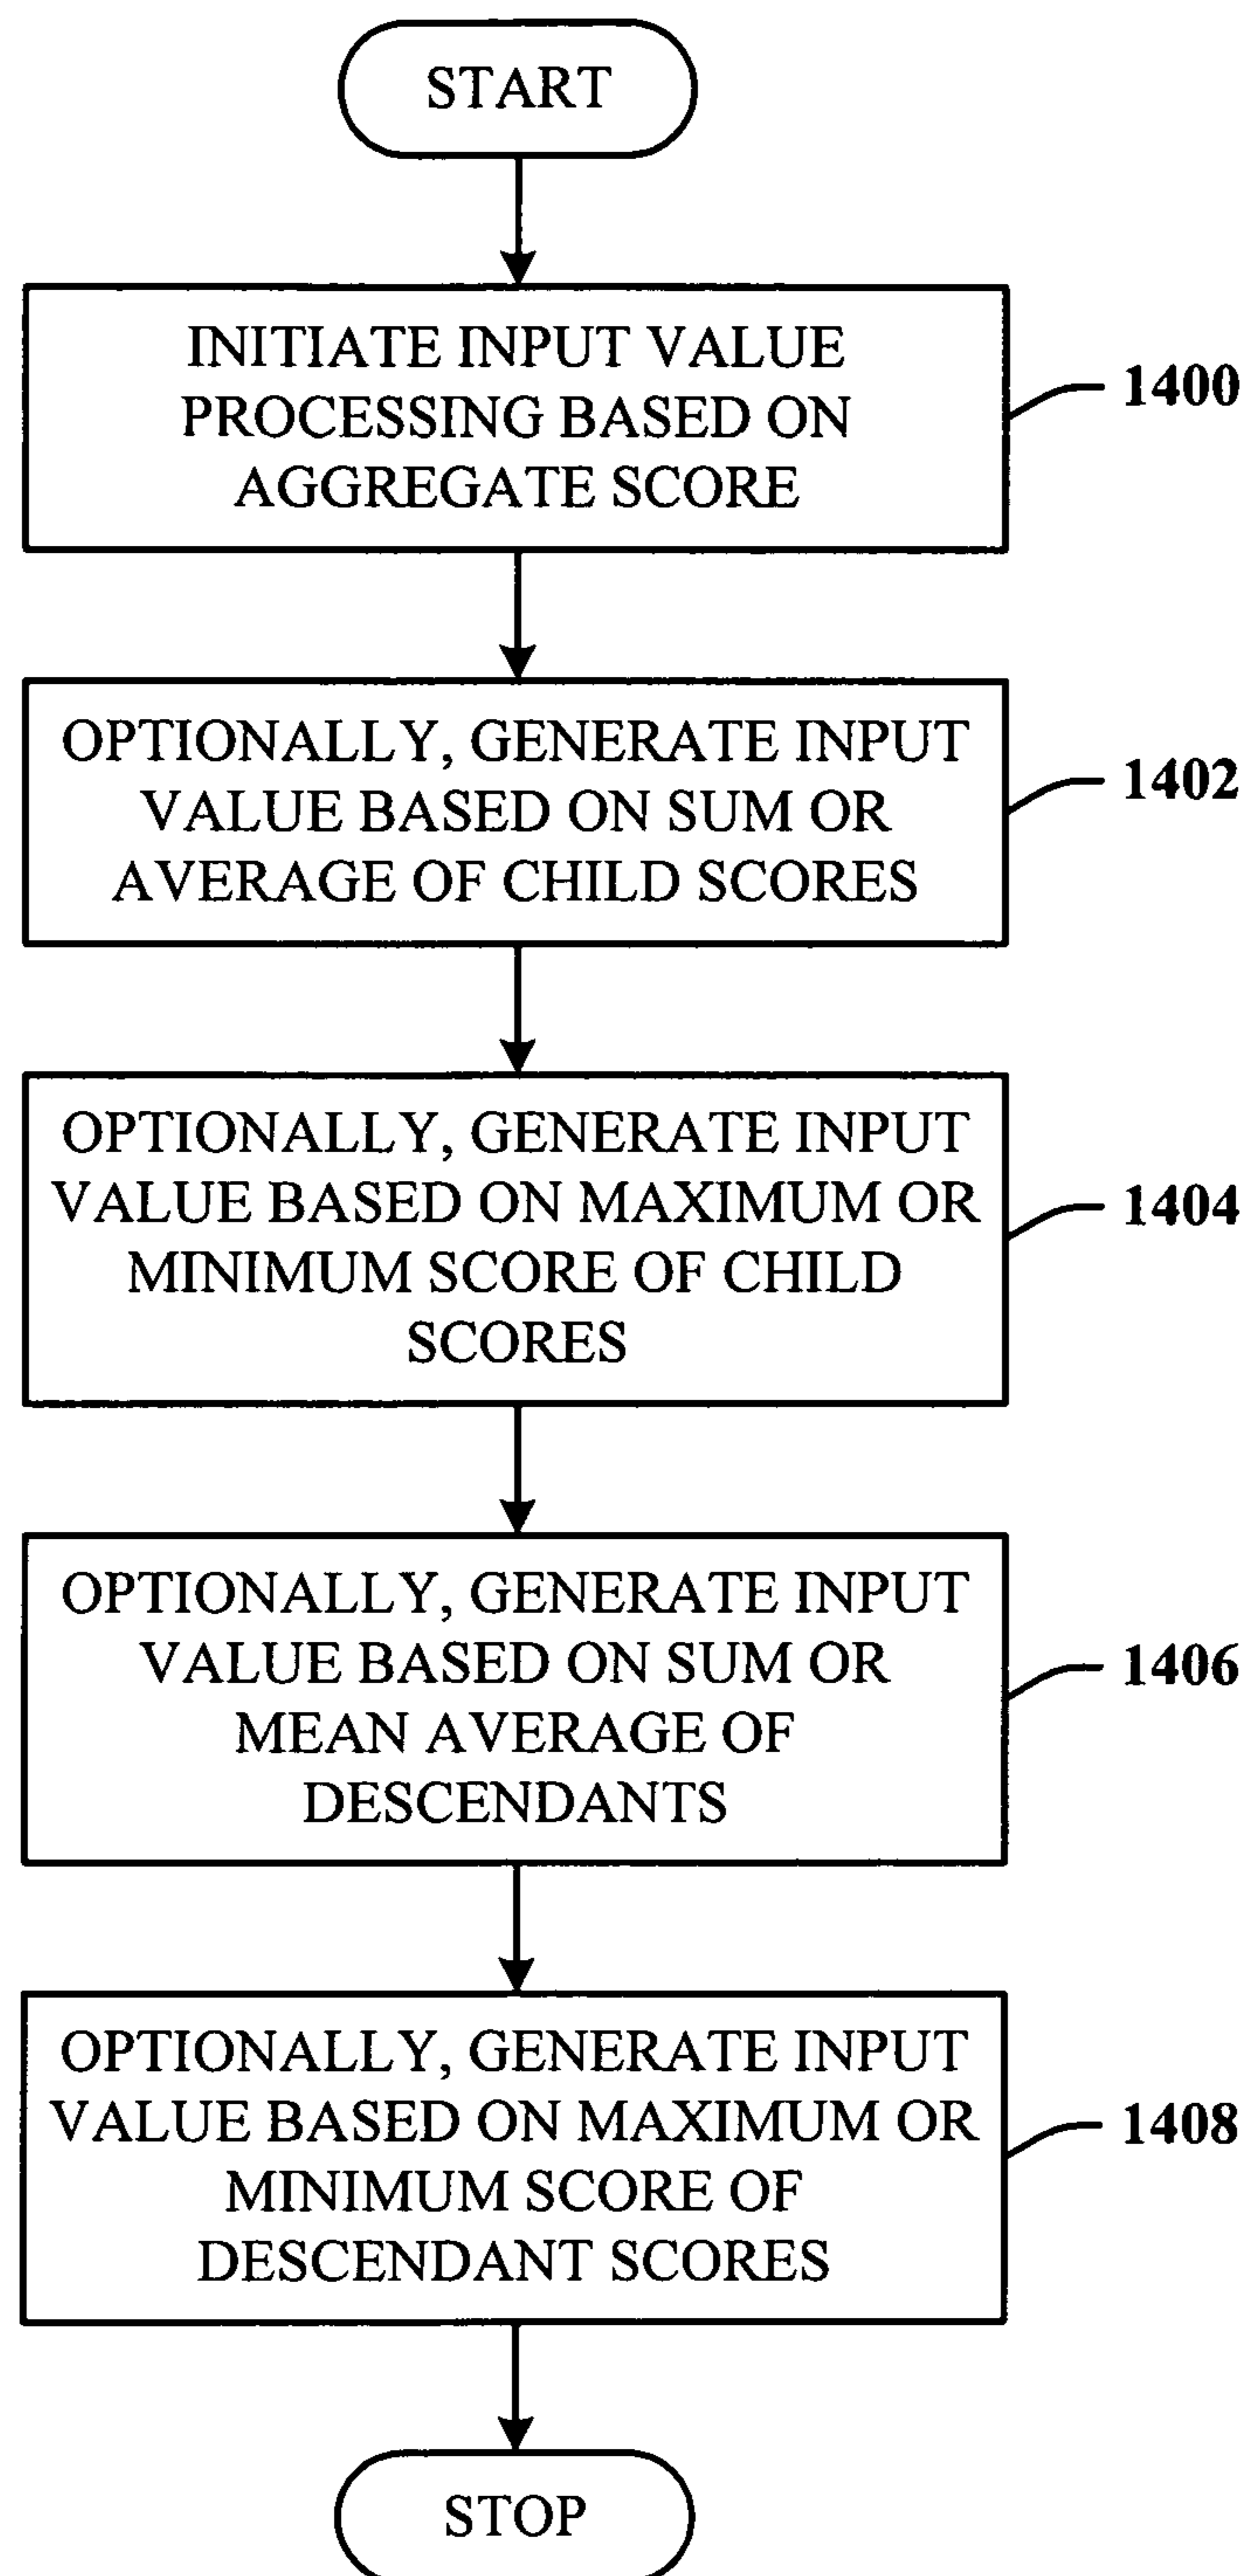 START
INITIATE INPUT VALUE
PROCESSING BASED ON
AGGREGATE SCORE
1400
OPTIONALLY, GENERATE INPUT
VALUE BASED ON SUM OR
AVERAGE OF CHILD SCORES
1402
OPTIONALLY, GENERATE INPUT
VALUE BASED ON MAXIMUM OR
MINIMUM SCORE OF CHILD
SCORES
1404
OPTIONALLY, GENERATE INPUT
VALUE BASED ON SUM OR
MEAN AVERAGE OF
DESCENDANTS
1406
OPTIONALLY, GENERATE INPUT
VALUE BASED ON MAXIMUM OR
MINIMUM SCORE OF
DESCENDANT SCORES
1408
STOP